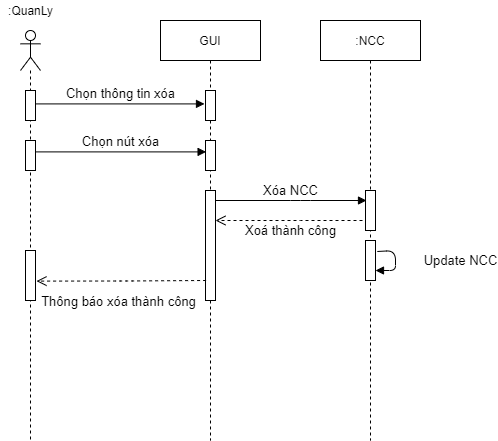 :QuanLy
GUI
:NCC
Chọn thông tin xóa
Chọn nút xóa
Xóa NCC
Xoá thành công
Update NCC
Thông báo xóa thành công